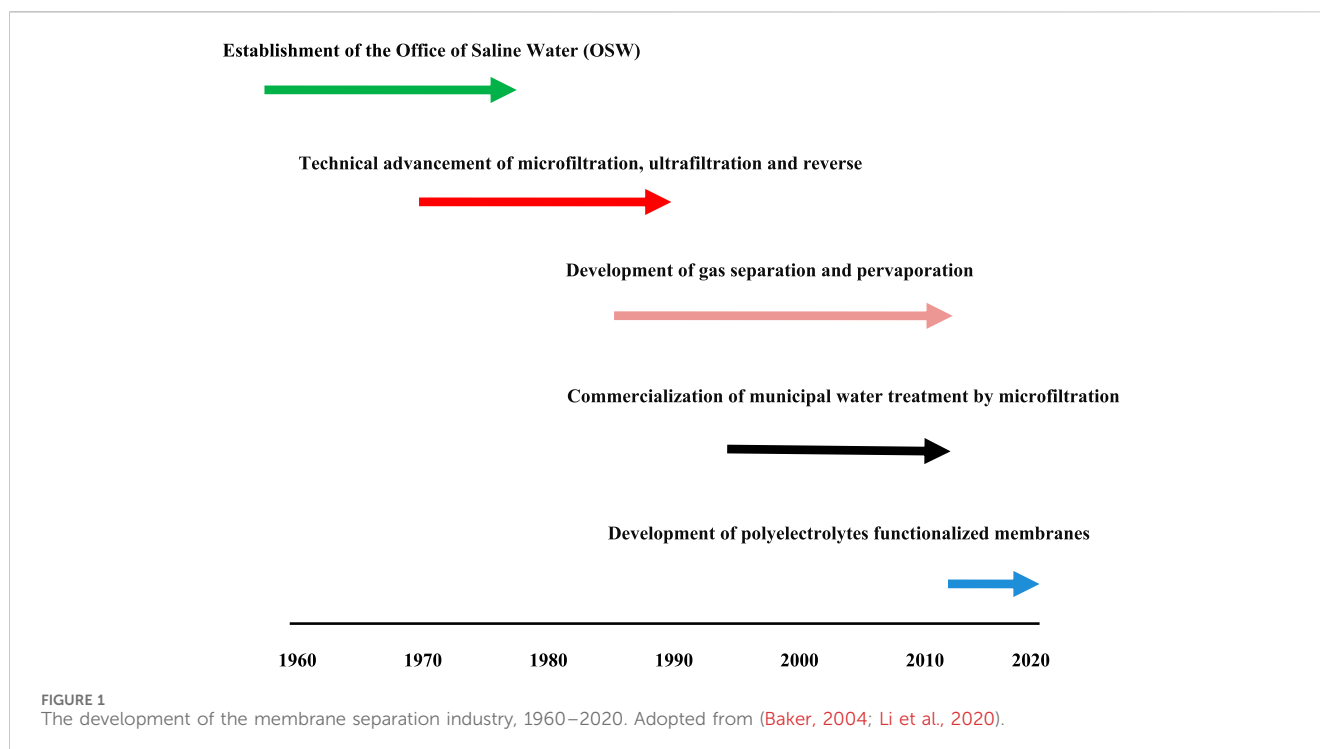 Establishment of the Office of Saline Water (OSW)
Technical advancement of microfiltration, ultrafiltration and reverse
Development of gas separation and pervaporation
Commercialization of municipal water treatment by microfiltration
Development of polyelectrolytes functionalized membranes
1960 1970 1980 1990 2000 2010 2020
FIGURE 1
The development of the membrane separation industry, 1960–2020. Adopted from (Baker, 2004; Li et al., 2020).